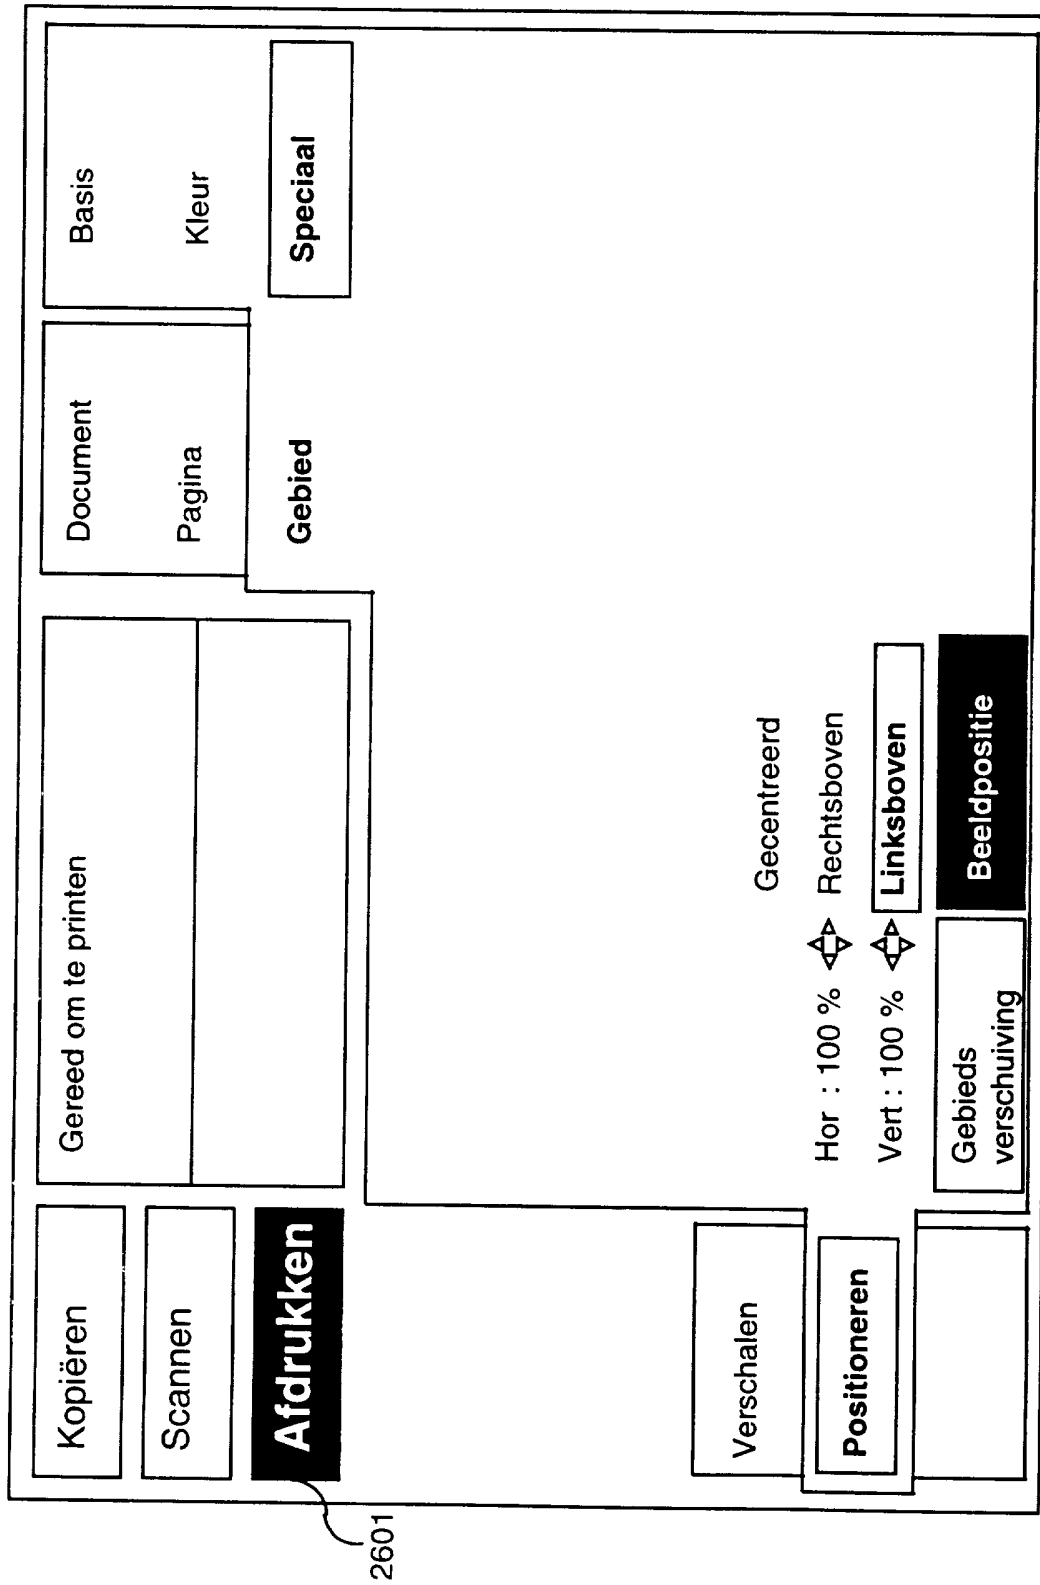 Kopiëren
Scannen
Afdrukken
2601
Gereed om te printen
Document
Pagina
Gebied
Basis
Kleur
Speciaal
Verschalen
Positioneren
Gecentreerd
Hor : 100 % Rechtsboven
Vert : 100 % Linksboven
Gebieds
verschuiving
Beeldpositie